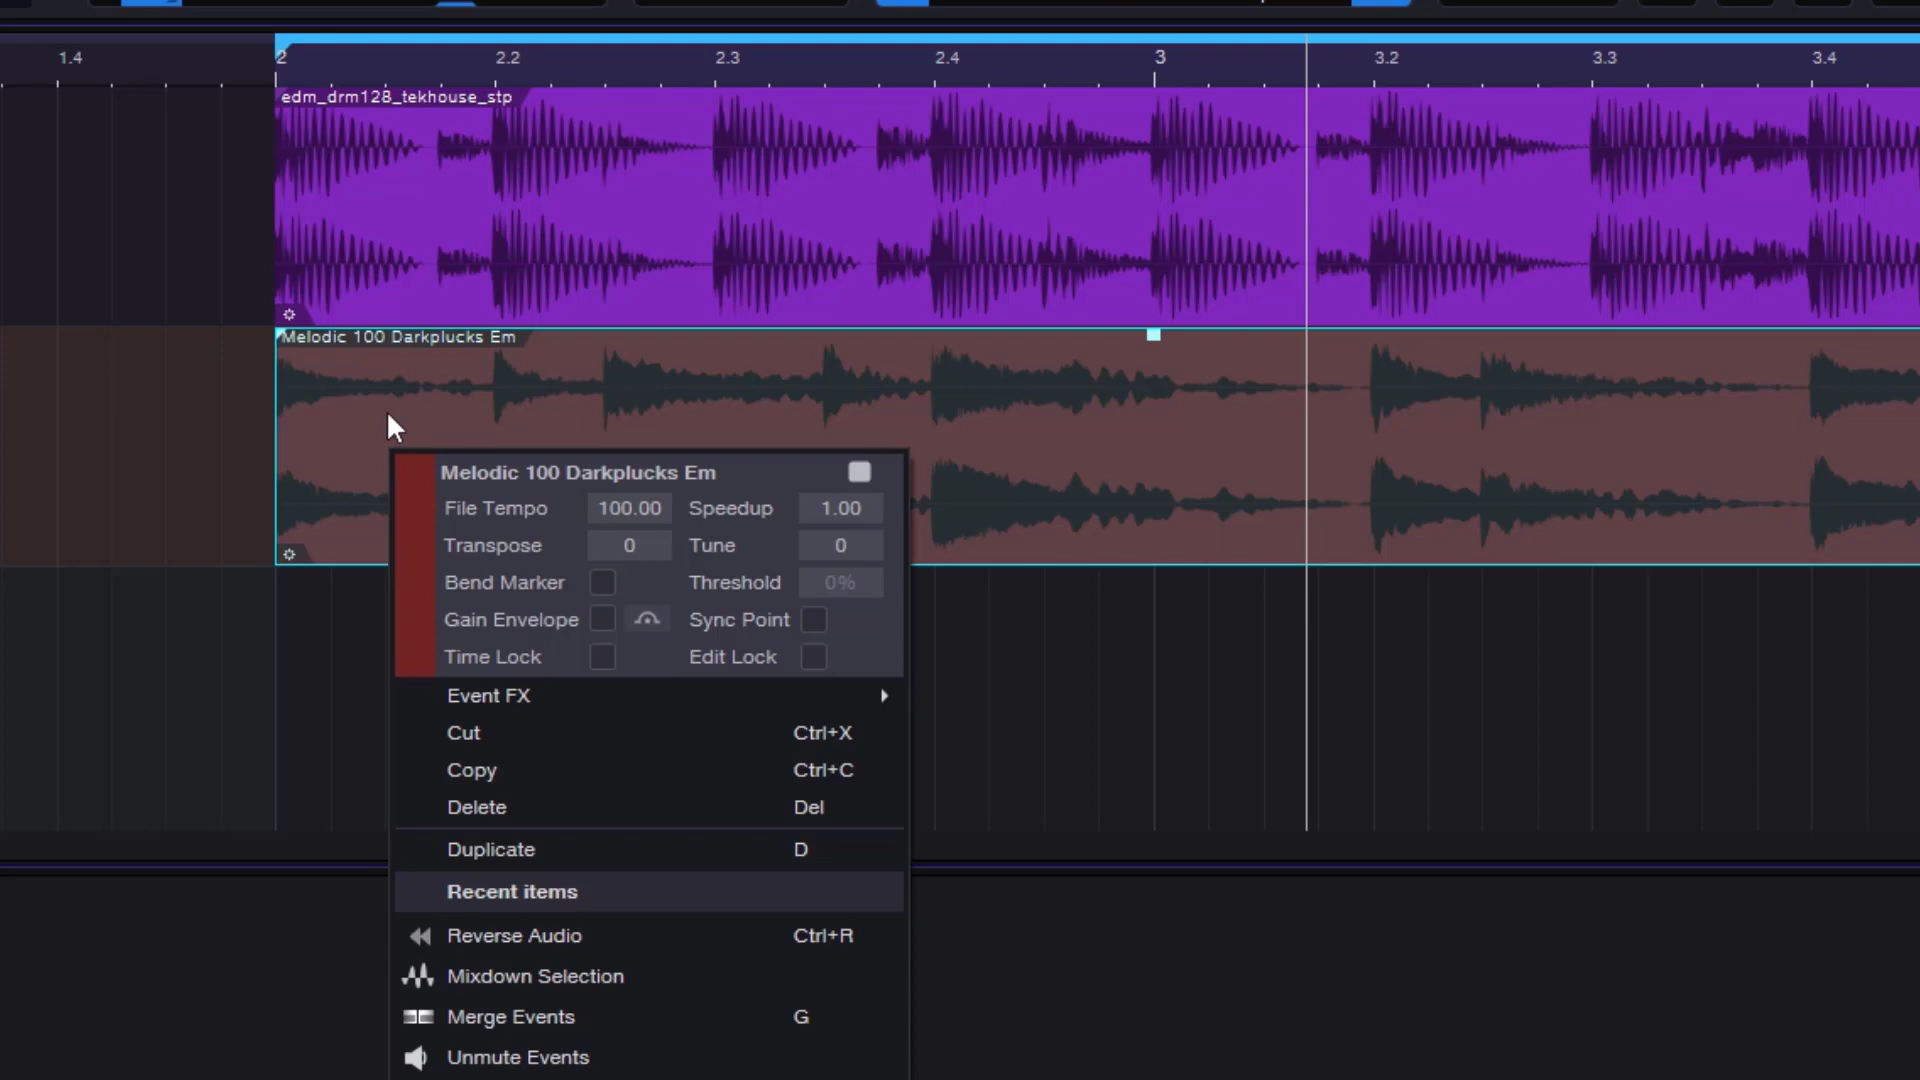 1.4 2 2.2 2.3 2.4 3 3.2 3.3 3.4
edm_drm128_tekhouse_stp
Melodic 100 Darkplucks Em
Melodic 100 Darkplucks Em
File Tempo 100.00 Speedup 1.00
Transpose 0 Tune 0
Bend Marker Threshold 0%
Gain Envelope Sync Point
Time Lock Edit Lock
Event FX
Cut Ctrl+X
Copy Ctrl+C
Delete Del
Duplicate D
Recent items
Reverse Audio Ctrl+R
Mixdown Selection
Merge Events G
Unmute Events